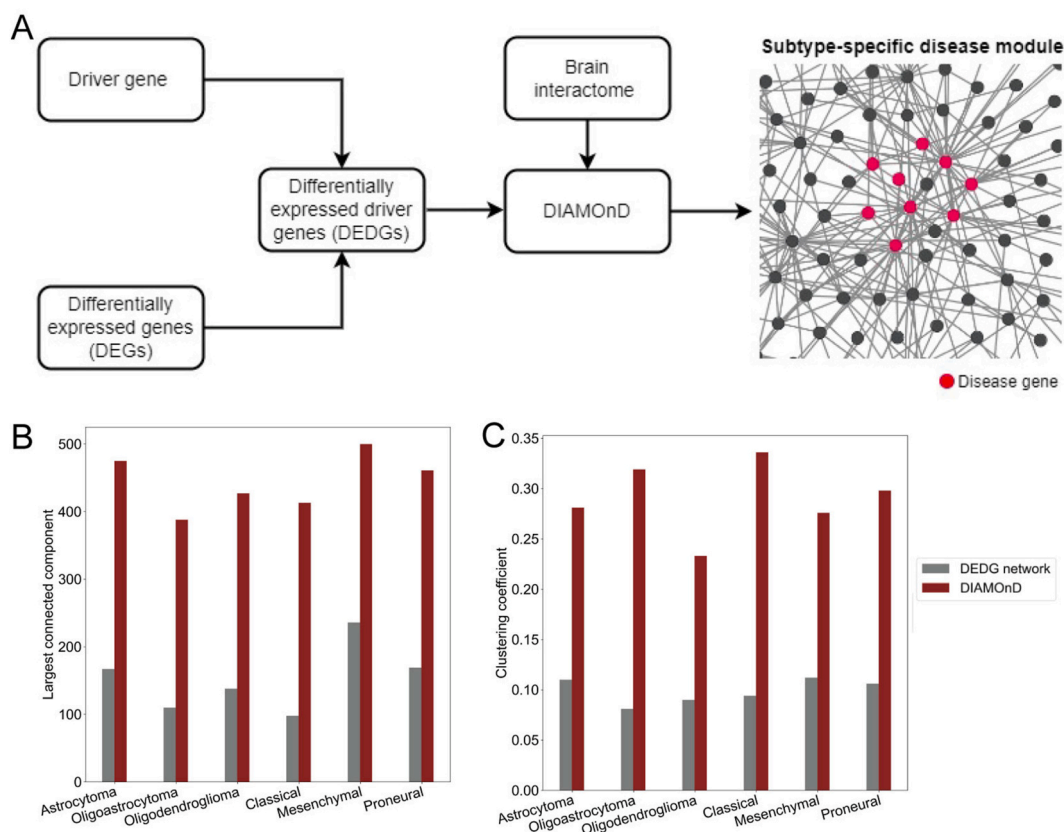 A
Driver gene
Brain
interactome
Subtype-specific disease module
Differentially
expressed driver
genes (DEDGs)
DIAMOnD
Differentially
expressed genes
(DEGs)
Disease gene
B
Largest connected component
500
400
300
200
100
0
Astrocytoma
Oligoastrocytoma
Oligodendroglioma
Classical
Mesenchymal
Proneural
C
Clustering coefficient
0.35
0.30
0.25
0.20
0.15
0.10
0.05
0.00
Astrocytoma
Oligoastrocytoma
Oligodendroglioma
Classical
Mesenchymal
Proneural
DEDG network
DIAMOnD